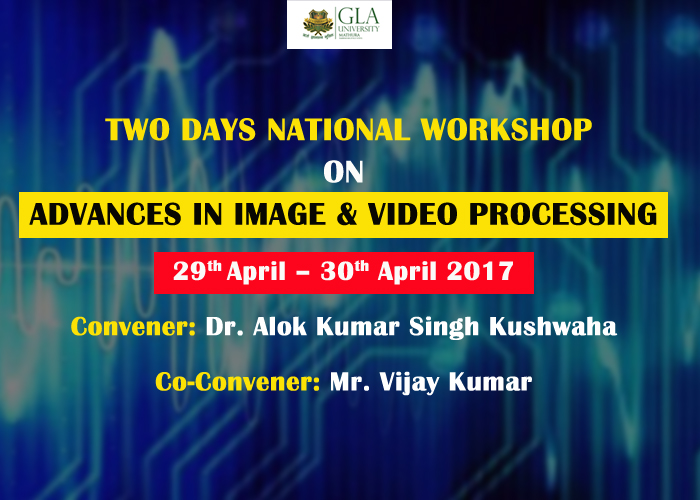 GLA
UNIVERSITY
MATHURA
TWO DAYS NATIONAL WORKSHOP
ON
ADVANCES IN IMAGE & VIDEO PROCESSING
29th April – 30th April 2017
Convener: Dr. Alok Kumar Singh Kushwaha
Co-Convener: Mr. Vijay Kumar